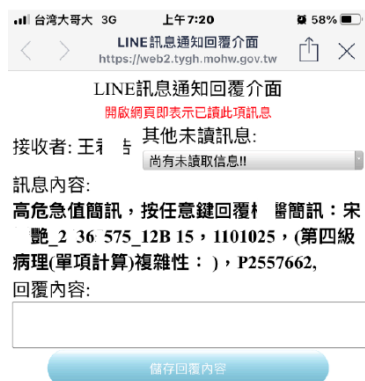 台湾大哥大 3G 上午7:20 58%
LINE訊息通知回覆介面
https://web2.tygh.mohw.gov.tw
LINE訊息通知回覆介面
開啟網頁即表示已讀此項訊息
接收者: 王
其他未讀訊息:
尚有未讀取信息!!
訊息內容:
高危急值簡訊，按任意鍵回覆 簡訊：宋
艷_2 36 575_12B 15，1101025，(第四級
病理(單項計算)複雜性： )，P2557662,
回覆內容:
儲存回覆內容